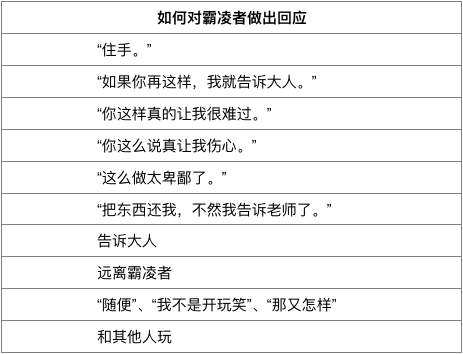 如何对霸凌者做出回应
“住手。”
“如果你再这样，我就告诉大人。”
“你这样真的让我很难过。”
“你这么说真让我伤心。”
“这么做太卑鄙了。”
“把东西还我，不然我告诉老师了。”
告诉大人
远离霸凌者
“随便”、“我不是开玩笑”、“那又怎样”
和其他人玩